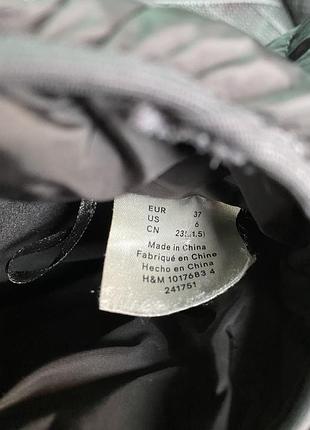 EUR 37
US 6
CN
Made in China
Fabriqué en Chine
Hecho en China
H&M 1017683 4
241751